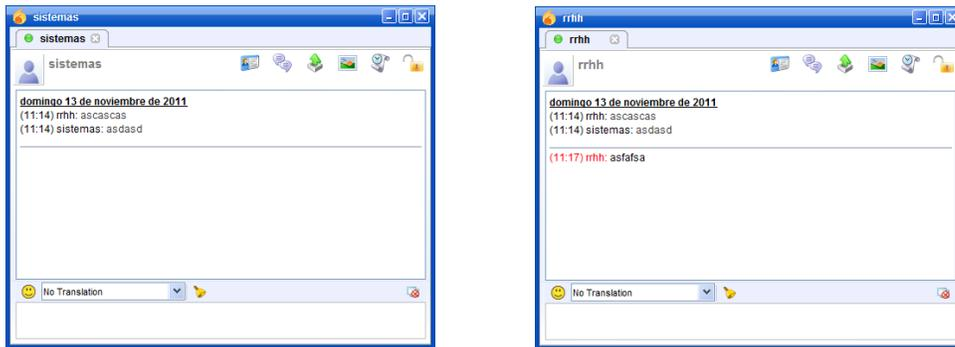 sistemas
sistemas
sistemas
domingo 13 de noviembre de 2011
(11:14) rrhh: ascascas
(11:14) sistemas: asdasd
No Translation
rrhh
rrhh
rrhh
domingo 13 de noviembre de 2011
(11:14) rrhh: ascascas
(11:14) sistemas: asdasd
(11:17) rrhh: asfafsa
No Translation